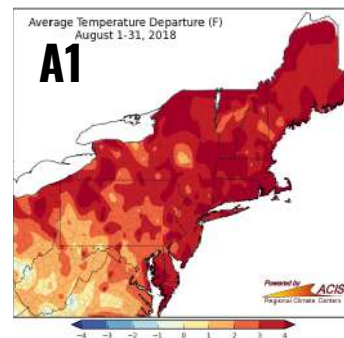 Average Temperature Departure (F)
August 1-31, 2018
A1
Powered by
ACIS
Regional Climate Centers
-4 -3 -2 -1 0 1 2 3 4